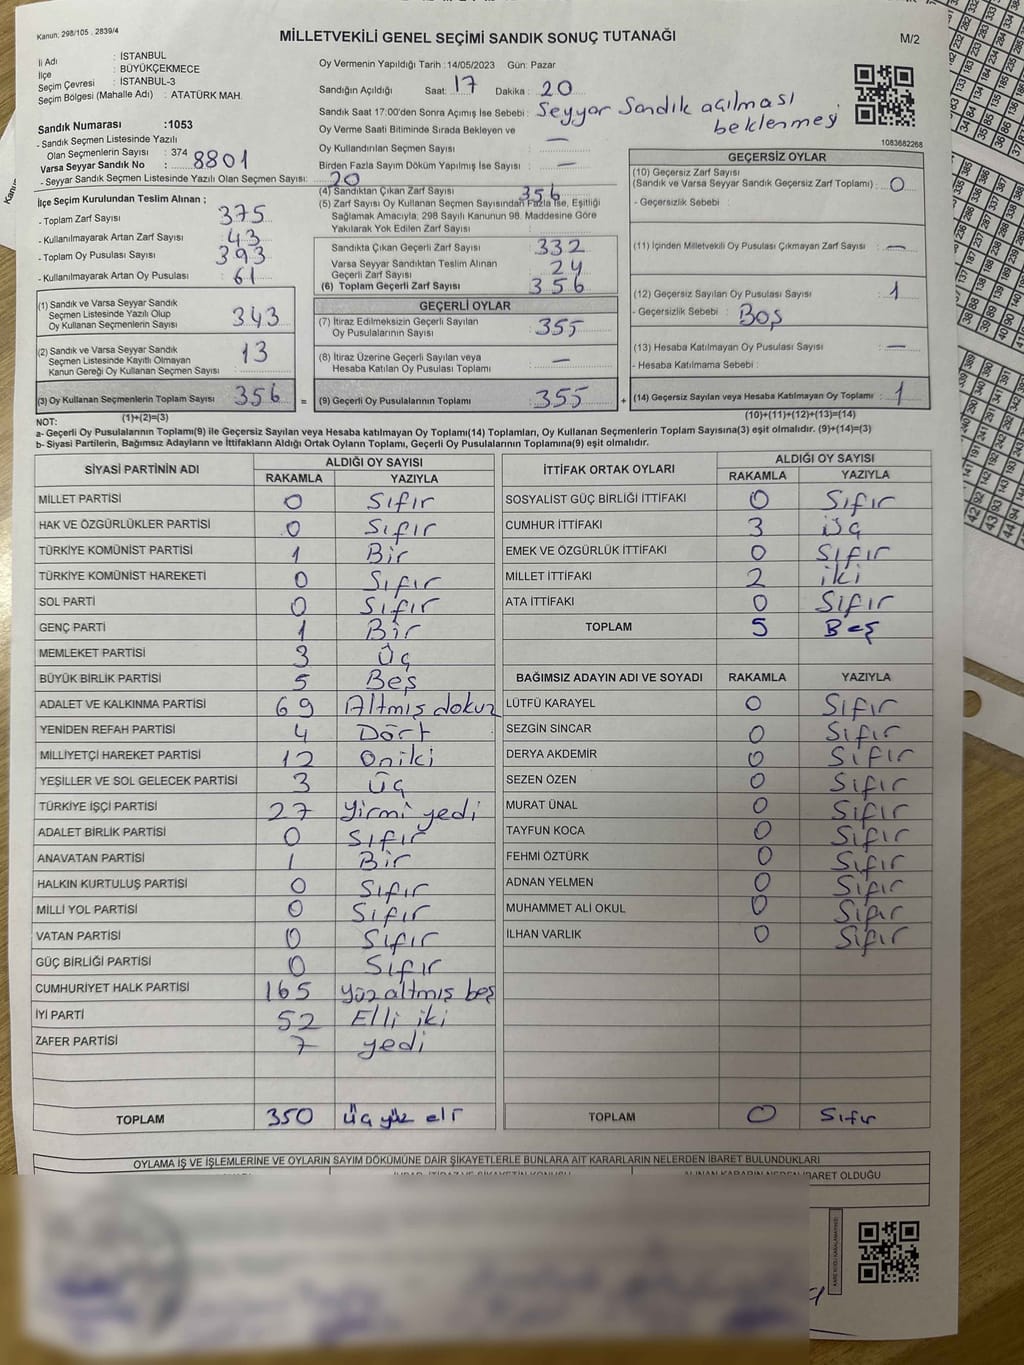 Kanun: 298/105 , 2839/4
MİLLETVEKİLİ GENEL SEÇİMİ SANDIK SONUÇ TUTANAĞI
M/2
İl Adı : İSTANBUL
İlçe : BÜYÜKÇEKMECE
Seçim Çevresi : İSTANBUL-3
Seçim Bölgesi (Mahalle Adı) : ATATÜRK MAH.
Sandık Numarası :1053
- Sandık Seçmen Listesinde Yazılı
Olan Seçmenlerin Sayısı : 374
Varsa Seyyar Sandık No : 8801
- Seyyar Sandık Seçmen Listesinde Yazılı Olan Seçmen Sayısı: 20
Oy Vermenin Yapıldığı Tarih : 14/05/2023 Gün: Pazar
Sandığın Açıldığı Saat: 17 Dakika : 20
Sandık Saat 17:00'den Sonra Açımış İse Sebebi : Seyyar Sandık açılması
beklenmeşi
Oy Verme Saati Bitiminde Sırada Bekleyen ve
Oy Kullandırılan Seçmen Sayısı : —
Birden Fazla Sayım Döküm Yapılmış İse Sayısı : —
1083682268
İlçe Seçim Kurulundan Teslim Alınan ;
- Toplam Zarf Sayısı : 375
- Kullanılmayarak Artan Zarf Sayısı : 43
- Toplam Oy Pusulası Sayısı : 393
- Kullanılmayarak Artan Oy Pusulası : 61
(1) Sandık ve Varsa Seyyar Sandık
Seçmen Listesinde Yazılı Olup
Oy Kullanan Seçmenlerin Sayısı : 343
(2) Sandık ve Varsa Seyyar Sandık
Seçmen Listesinde Kayıtlı Olmayan
Kanun Gereği Oy Kullanan Seçmen Sayısı : 13
(3) Oy Kullanan Seçmenlerin Toplam Sayısı : 356 =
(1)+(2)=(3)
(4) Sandıktan Çıkan Zarf Sayısı : 356
(5) Zarf Sayısı Oy Kullanan Seçmen Sayısından Fazla İse, Eşitliği
Sağlamak Amacıyla; 298 Sayılı Kanunun 98. Maddesine Göre
Yakılarak Yok Edilen Zarf Sayısı :
Sandıkta Çıkan Geçerli Zarf Sayısı : 332
Varsa Seyyar Sandıktan Teslim Alınan
Geçerli Zarf Sayısı : 24
(6) Toplam Geçerli Zarf Sayısı : 356
GEÇERLİ OYLAR
(7) İtiraz Edilmeksizin Geçerli Sayılan
Oy Pusulalarının Sayısı : 355
(8) İtiraz Üzerine Geçerli Sayılan veya
Hesaba Katılan Oy Pusulası Toplamı : —
(9) Geçerli Oy Pusulalarının Toplamı : 355 +
GEÇERSİZ OYLAR
(10) Geçersiz Zarf Sayısı
(Sandık ve Varsa Seyyar Sandık Geçersiz Zarf Toplamı) : 0
- Geçersizlik Sebebi :
(11) İçinden Milletvekili Oy Pusulası Çıkmayan Zarf Sayısı : —
(12) Geçersiz Sayılan Oy Pusulası Sayısı : 1
- Geçersizlik Sebebi : Boş
(13) Hesaba Katılmayan Oy Pusulası Sayısı : —
- Hesaba Katılmama Sebebi :
(14) Geçersiz Sayılan veya Hesaba Katılmayan Oy Toplamı : 1
(10)+(11)+(12)+(13)=(14)
NOT:
a- Geçerli Oy Pusulalarının Toplamı(9) ile Geçersiz Sayılan veya Hesaba katılmayan Oy Toplamı(14) Toplamları, Oy Kullanan Seçmenlerin Toplam Sayısına(3) eşit olmalıdır. (9)+(14)=(3)
b- Siyasi Partilerin, Bağımsız Adayların ve İttifakların Aldığı Ortak Oyların Toplamı, Geçerli Oy Pusulalarının Toplamına(9) eşit olmalıdır.
SİYASİ PARTİNİN ADI ALDIĞI OY SAYISI
RAKAMLA YAZIYLA
MİLLET PARTİSİ 0 Sıfır
HAK VE ÖZGÜRLÜKLER PARTİSİ 0 Sıfır
TÜRKİYE KOMÜNİST PARTİSİ 1 Bir
TÜRKİYE KOMÜNİST HAREKETİ 0 Sıfır
SOL PARTİ 0 Sıfır
GENÇ PARTİ 1 Bir
MEMLEKET PARTİSİ 3 Üç
BÜYÜK BİRLİK PARTİSİ 5 Beş
ADALET VE KALKINMA PARTİSİ 69 Altmış dokuz
YENİDEN REFAH PARTİSİ 4 Dört
MİLLİYETÇİ HAREKET PARTİSİ 12 Oniki
YEŞİLLER VE SOL GELECEK PARTİSİ 3 Üç
TÜRKİYE İŞÇİ PARTİSİ 27 Yirmi yedi
ADALET BİRLİK PARTİSİ 0 Sıfır
ANAVATAN PARTİSİ 1 Bir
HALKIN KURTULUŞ PARTİSİ 0 Sıfır
MİLLİ YOL PARTİSİ 0 Sıfır
VATAN PARTİSİ 0 Sıfır
GÜÇ BİRLİĞİ PARTİSİ 0 Sıfır
CUMHURİYET HALK PARTİSİ 165 Yüzaltmış beş
İYİ PARTİ 52 Elli iki
ZAFER PARTİSİ 7 yedi
TOPLAM 350 Üç yüz elli
İTTİFAK ORTAK OYLARI ALDIĞI OY SAYISI
RAKAMLA YAZIYLA
SOSYALİST GÜÇ BİRLİĞİ İTTİFAKI 0 Sıfır
CUMHUR İTTİFAKI 3 Üç
EMEK VE ÖZGÜRLÜK İTTİFAKI 0 Sıfır
MİLLET İTTİFAKI 2 iki
ATA İTTİFAKI 0 Sıfır
TOPLAM 5 Beş
BAĞIMSIZ ADAYIN ADI VE SOYADI RAKAMLA YAZIYLA
LÜTFÜ KARAYEL 0 Sıfır
SEZGİN SİNCAR 0 Sıfır
DERYA AKDEMİR 0 Sıfır
SEZEN ÖZEN 0 Sıfır
MURAT ÜNAL 0 Sıfır
TAYFUN KOCA 0 Sıfır
FEHMİ ÖZTÜRK 0 Sıfır
ADNAN YELMEN 0 Sıfır
MUHAMMET ALİ OKUL 0 Sıfır
İLHAN VARLIK 0 Sıfır
TOPLAM 0 Sıfır
OYLAMA İŞ VE İŞLEMLERİNE VE OYLARIN SAYIM DÖKÜMÜNE DAİR ŞİKAYETLERLE BUNLARA AİT KARARLARIN NELERDEN İBARET BULUNDUKLARI
ALINAN KARARIN NEDEN İBARET OLDUĞU